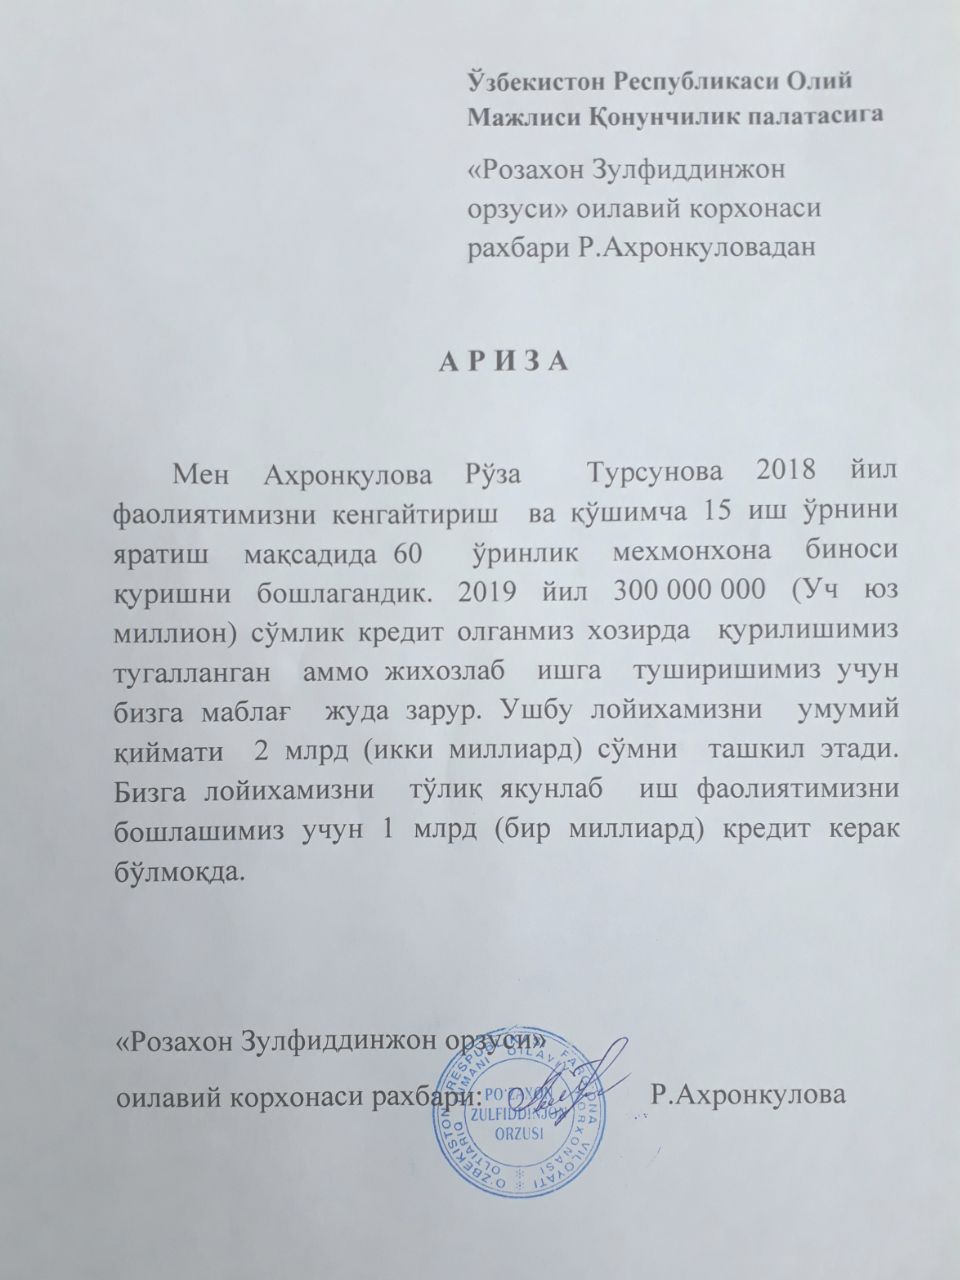 Ўзбекистон Республикаси Олий
Мажлиси Қонунчилик палатасига
«Розахон Зулфиддинжон
орзуси» оилавий корхонаси
рахбари Р.Ахронкуловадан
А Р И З А
Мен Ахронқулова Рўза Турсунова 2018 йил
фаолиятимизни кенгайтириш ва қўшимча 15 иш ўрнини
яратиш мақсадида 60 ўринлик мехмонхона биноси
қуришни бошлагандик. 2019 йил 300 000 000 (Уч юз
миллион) сўмлик кредит олганмиз хозирда қурилишимиз
тугалланган аммо жихозлаб ишга туширишимиз учун
бизга маблағ жуда зарур. Ушбу лойихамизни умумий
қиймати 2 млрд (икки миллиард) сўмни ташкил этади.
Бизга лойихамизни тўлиқ якунлаб иш фаолиятимизни
бошлашимиз учун 1 млрд (бир миллиард) кредит керак
бўлмоқда.
«Розахон Зулфиддинжон орзуси»
оилавий корхонаси рахбари: Р.Ахронкулова
O'ZBEKISTON RESPUBLIKASI FARG'ONA VILOYATI
OLTIARIQ TUMANI OILAVIY KORXONASI
RO'ZAXON
ZULFIDDINJON
ORZUSI